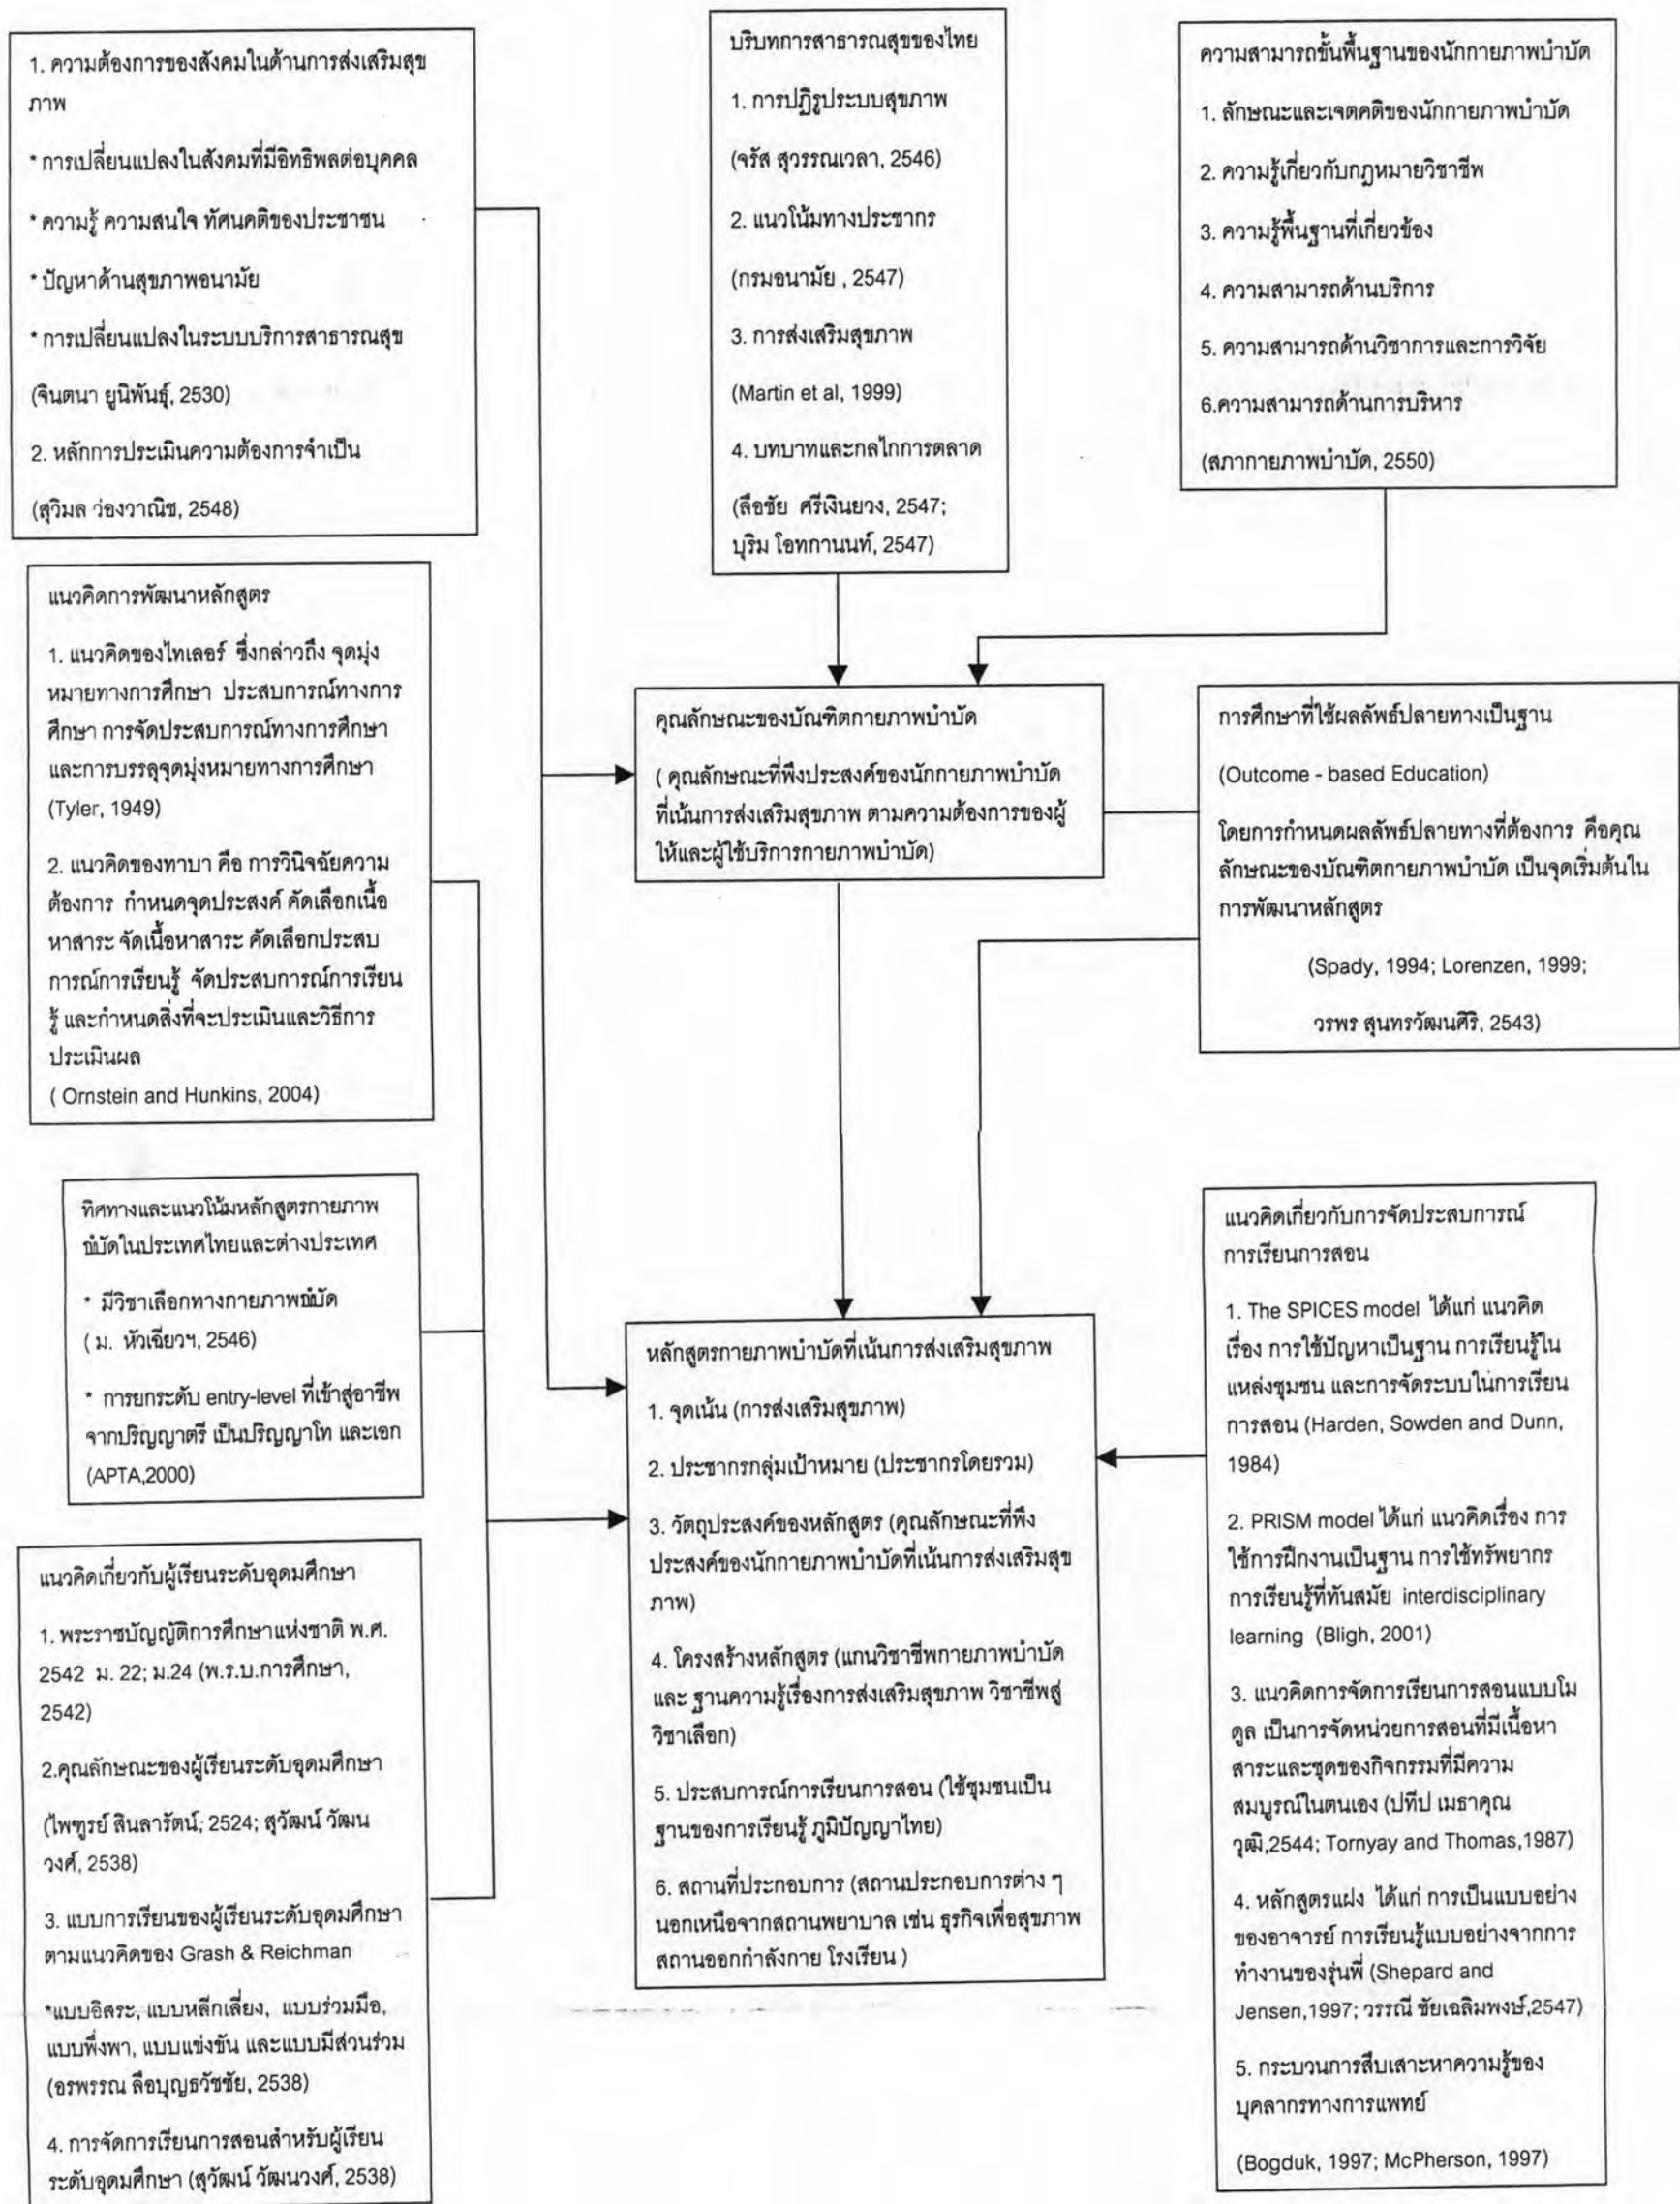 1. ความต้องการของสังคมในด้านการส่งเสริมสุข
ภาพ
* การเปลี่ยนแปลงในสังคมที่มีอิทธิพลต่อบุคคล
* ความรู้ ความสนใจ ทัศนคติของประชาชน
* ปัญหาด้านสุขภาพอนามัย
* การเปลี่ยนแปลงในระบบบริการสาธารณสุข
(จินตนา ยูนิพันธุ์, 2530)
2. หลักการประเมินความต้องการจำเป็น
(สุวิมล ว่องวาณิช, 2548)
บริบทการสาธารณสุขของไทย
1. การปฏิรูประบบสุขภาพ
(จรัส สุวรรณเวลา, 2546)
2. แนวโน้มทางประชากร
(กรมอนามัย , 2547)
3. การส่งเสริมสุขภาพ
(Martin et al, 1999)
4. บทบาทและกลไกการตลาด
(ลือชัย ศรีเงินยวง, 2547;
บุริม โอทกานนท์, 2547)
ความสามารถขั้นพื้นฐานของนักกายภาพบำบัด
1. ลักษณะและเจตคติของนักกายภาพบำบัด
2. ความรู้เกี่ยวกับกฎหมายวิชาชีพ
3. ความรู้พื้นฐานที่เกี่ยวข้อง
4. ความสามารถด้านบริการ
5. ความสามารถด้านวิชาการและการวิจัย
6.ความสามารถด้านการบริหาร
(สภากายภาพบำบัด, 2550)
แนวคิดการพัฒนาหลักสูตร
1. แนวคิดของไทเลอร์ ซึ่งกล่าวถึง จุดมุ่ง
หมายทางการศึกษา ประสบการณ์ทางการ
ศึกษา การจัดประสบการณ์ทางการศึกษา
และการบรรลุจุดมุ่งหมายทางการศึกษา
(Tyler, 1949)
2. แนวคิดของทาบา คือ การวินิจฉัยความ
ต้องการ กำหนดจุดประสงค์ คัดเลือกเนื้อ
หาสาระ จัดเนื้อหาสาระ คัดเลือกประสบ
การณ์การเรียนรู้ จัดประสบการณ์การเรียน
รู้ และกำหนดสิ่งที่จะประเมินและวิธีการ
ประเมินผล
( Ornstein and Hunkins, 2004)
คุณลักษณะของบัณฑิตกายภาพบำบัด
( คุณลักษณะที่พึงประสงค์ของนักกายภาพบำบัด
ที่เน้นการส่งเสริมสุขภาพ ตามความต้องการของผู้
ให้และผู้ใช้บริการกายภาพบำบัด)
การศึกษาที่ใช้ผลลัพธ์ปลายทางเป็นฐาน
(Outcome - based Education)
โดยการกำหนดผลลัพธ์ปลายทางที่ต้องการ คือคุณ
ลักษณะของบัณฑิตกายภาพบำบัด เป็นจุดเริ่มต้นใน
การพัฒนาหลักสูตร
(Spady, 1994; Lorenzen, 1999;
วรพร สุนทรวัฒนศิริ, 2543)
ทิศทางและแนวโน้มหลักสูตรกายภาพ
บำบัดในประเทศไทยและต่างประเทศ
* มีวิชาเลือกทางกายภาพบำบัด
( ม. หัวเฉียวฯ, 2546)
* การยกระดับ entry-level ที่เข้าสู่อาชีพ
จากปริญญาตรี เป็นปริญญาโท และเอก
(APTA,2000)
แนวคิดเกี่ยวกับผู้เรียนระดับอุดมศึกษา
1. พระราชบัญญัติการศึกษาแห่งชาติ พ.ศ.
2542 ม. 22; ม.24 (พ.ร.บ.การศึกษา,
2542)
2.คุณลักษณะของผู้เรียนระดับอุดมศึกษา
(ไพฑูรย์ สินลารัตน์, 2524; สุวัฒน์ วัฒน
วงศ์, 2538)
3. แบบการเรียนของผู้เรียนระดับอุดมศึกษา
ตามแนวคิดของ Grash & Reichman
*แบบอิสระ, แบบหลีกเลี่ยง, แบบร่วมมือ,
แบบพึ่งพา, แบบแข่งขัน และแบบมีส่วนร่วม
(อรพรรณ ลือบุญธวัชชัย, 2538)
4. การจัดการเรียนการสอนสำหรับผู้เรียน
ระดับอุดมศึกษา (สุวัฒน์ วัฒนวงศ์, 2538)
หลักสูตรกายภาพบำบัดที่เน้นการส่งเสริมสุขภาพ
1. จุดเน้น (การส่งเสริมสุขภาพ)
2. ประชากรกลุ่มเป้าหมาย (ประชากรโดยรวม)
3. วัตถุประสงค์ของหลักสูตร (คุณลักษณะที่พึง
ประสงค์ของนักกายภาพบำบัดที่เน้นการส่งเสริมสุข
ภาพ)
4. โครงสร้างหลักสูตร (แกนวิชาชีพกายภาพบำบัด
และ ฐานความรู้เรื่องการส่งเสริมสุขภาพ วิชาชีพสู่
วิชาเลือก)
5. ประสบการณ์การเรียนการสอน (ใช้ชุมชนเป็น
ฐานของการเรียนรู้ ภูมิปัญญาไทย)
6. สถานที่ประกอบการ (สถานประกอบการต่าง ๆ
นอกเหนือจากสถานพยาบาล เช่น ธุรกิจเพื่อสุขภาพ
สถานออกกำลังกาย โรงเรียน )
แนวคิดเกี่ยวกับการจัดประสบการณ์
การเรียนการสอน
1. The SPICES model ได้แก่ แนวคิด
เรื่อง การใช้ปัญหาเป็นฐาน การเรียนรู้ใน
แหล่งชุมชน และการจัดระบบในการเรียน
การสอน (Harden, Sowden and Dunn,
1984)
2. PRISM model ได้แก่ แนวคิดเรื่อง การ
ใช้การฝึกงานเป็นฐาน การใช้ทรัพยากร
การเรียนรู้ที่ทันสมัย interdisciplinary
learning (Bligh, 2001)
3. แนวคิดการจัดการเรียนการสอนแบบโม
ดูล เป็นการจัดหน่วยการสอนที่มีเนื้อหา
สาระและชุดของกิจกรรมที่มีความ
สมบูรณ์ในตนเอง (ปทีป เมธาคุณ
วุฒิ,2544; Tornyay and Thomas,1987)
4. หลักสูตรแฝง ได้แก่ การเป็นแบบอย่าง
ของอาจารย์ การเรียนรู้แบบอย่างจากการ
ทำงานของรุ่นพี่ (Shepard and
Jensen,1997; วรรณี ชัยเฉลิมพงษ์,2547)
5. กระบวนการสืบเสาะหาความรู้ของ
บุคลากรทางการแพทย์
(Bogduk, 1997; McPherson, 1997)